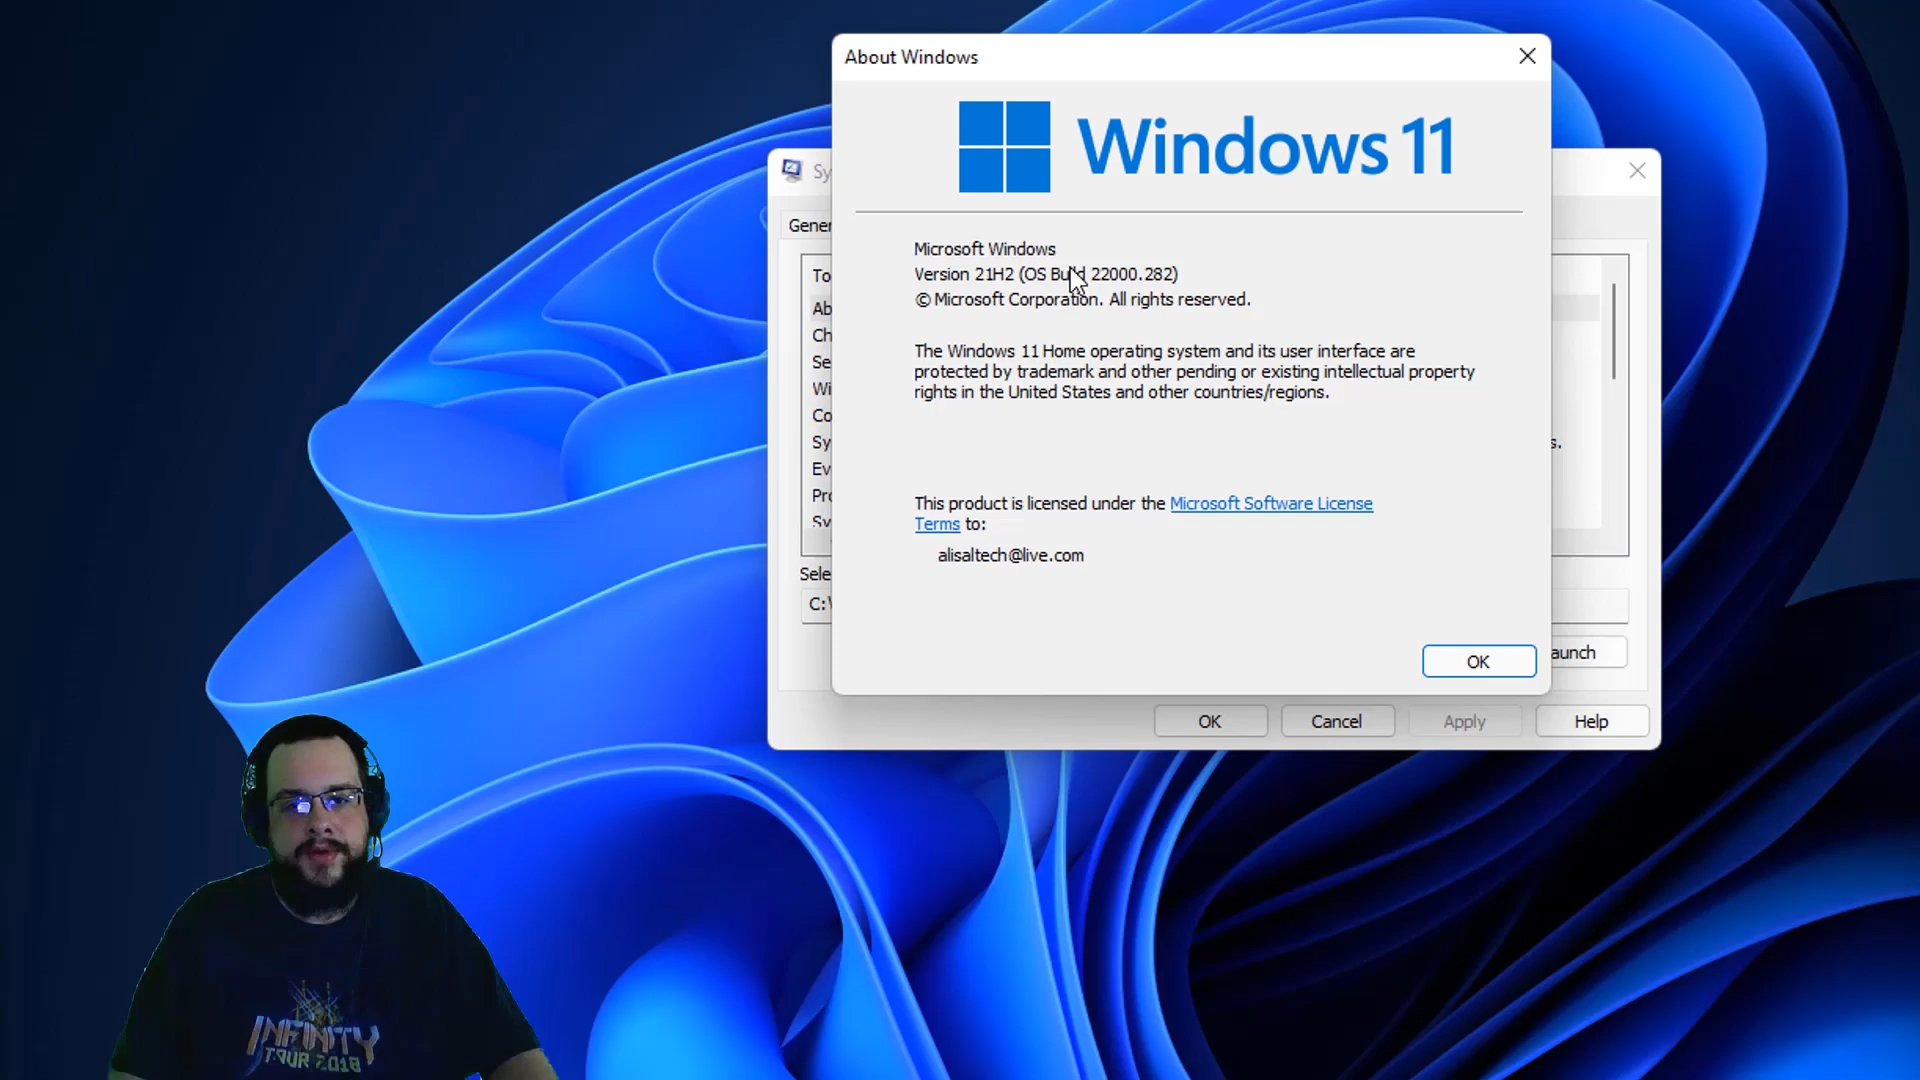 About Windows
Windows 11
Sy
Gener
Microsoft Windows
Version 21H2 (OS Build 22000.282)
© Microsoft Corporation. All rights reserved.
The Windows 11 Home operating system and its user interface are
protected by trademark and other pending or existing intellectual property
rights in the United States and other countries/regions.
This product is licensed under the Microsoft Software License
Terms to:
alisaltech@live.com
OK
To
Ab
Ch
Se
Wi
Co
Sy
s.
Ev
Pro
Sy
Sele
C:\
aunch
OK
Cancel
Apply
Help
INFINITY
TOUR 2018